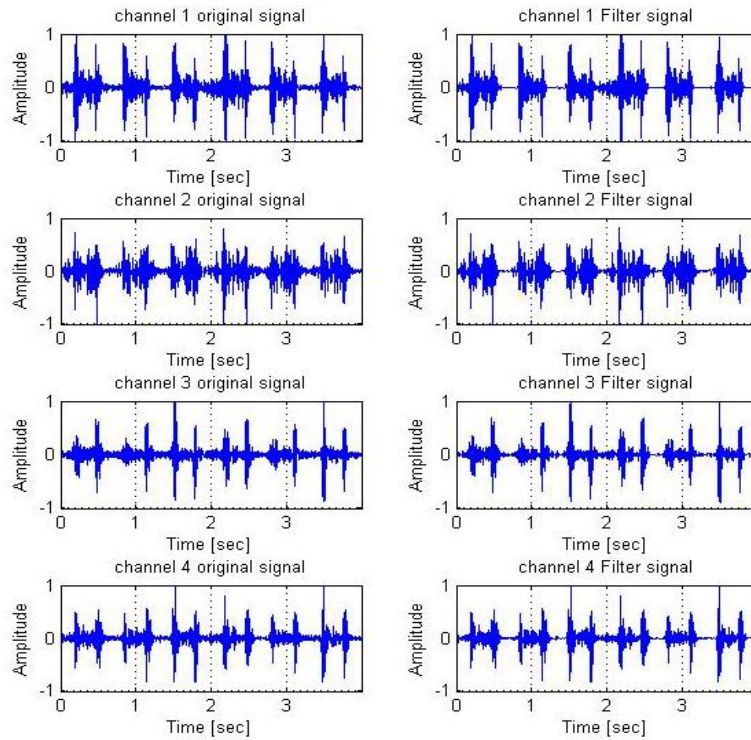 channel 1 original signal
1
0
-1
Amplitude
0 1 2 3
Time [sec]
channel 1 Filter signal
1
0
-1
Amplitude
0 1 2 3
Time [sec]
channel 2 original signal
1
0
-1
Amplitude
0 1 2 3
Time [sec]
channel 2 Filter signal
1
0
-1
Amplitude
0 1 2 3
Time [sec]
channel 3 original signal
1
0
-1
Amplitude
0 1 2 3
Time [sec]
channel 3 Filter signal
1
0
-1
Amplitude
0 1 2 3
Time [sec]
channel 4 original signal
1
0
-1
Amplitude
0 1 2 3
Time [sec]
channel 4 Filter signal
1
0
-1
Amplitude
0 1 2 3
Time [sec]